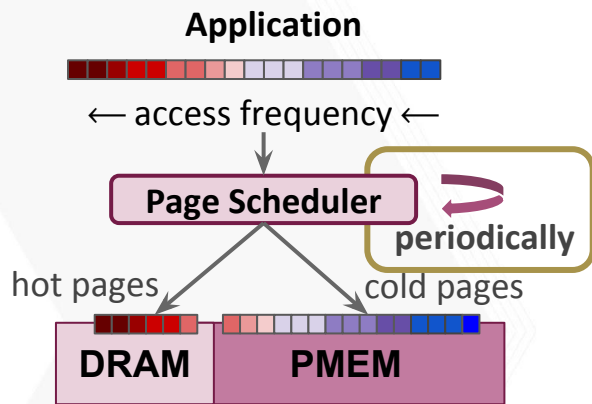 Application
← access frequency ←
Page Scheduler
periodically
hot pages
cold pages
DRAM
PMEM